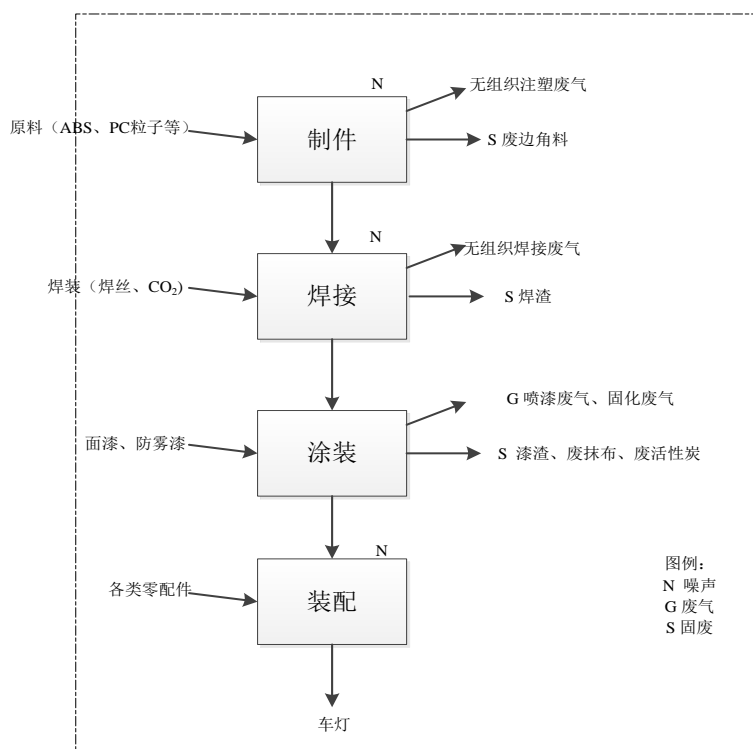 N
无组织注塑废气
原料（ABS、PC粒子等）
制件
S 废边角料
N
无组织焊接废气
焊装（焊丝、CO₂)
焊接
S 焊渣
G 喷漆废气、固化废气
面漆、防雾漆
涂装
S 漆渣、废抹布、废活性炭
N
各类零配件
装配
图例：
N 噪声
G 废气
S 固废
车灯